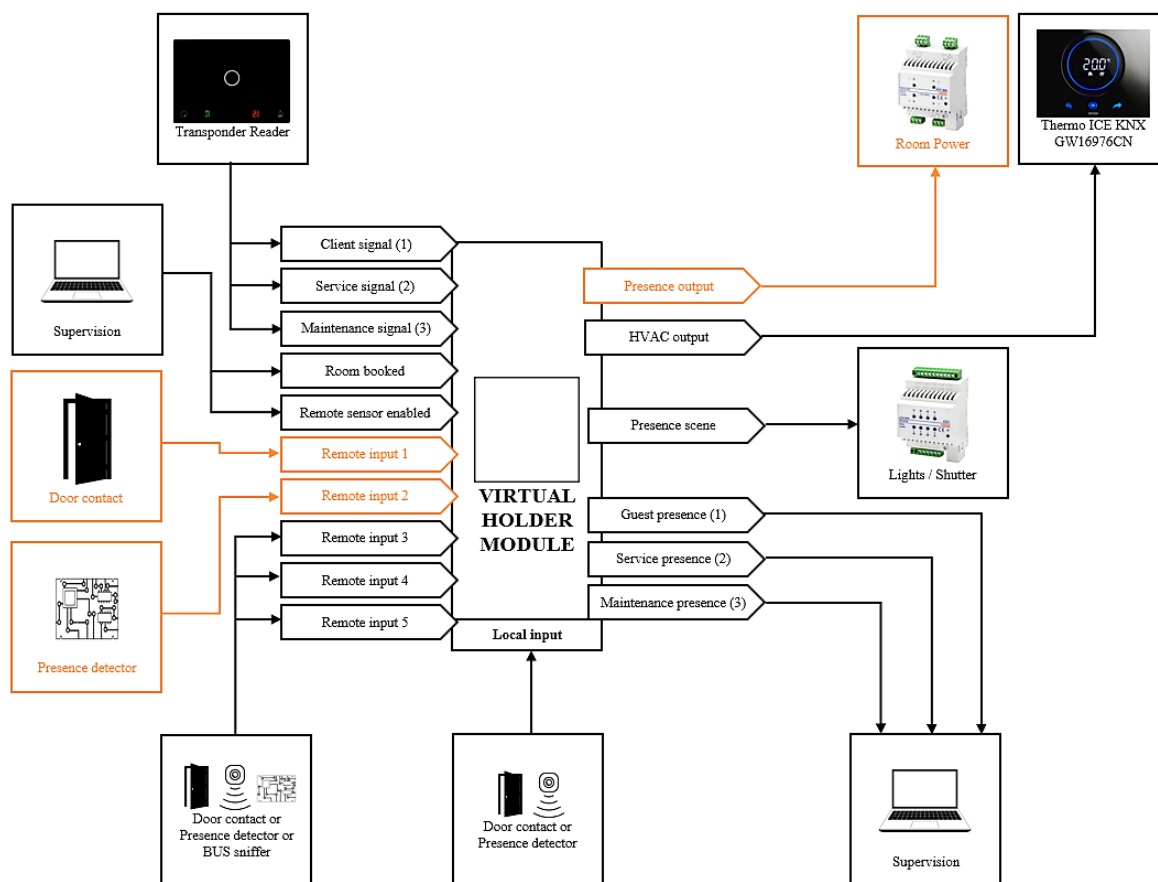 Transponder Reader
Room Power
20.0°C
Thermo ICE KNX
GW16976CN
Supervision
Client signal (1)
Service signal (2)
Maintenance signal (3)
Room booked
Remote sensor enabled
Remote input 1
Remote input 2
Remote input 3
Remote input 4
Remote input 5
Door contact
Presence detector
VIRTUAL
HOLDER
MODULE
Local input
Presence output
HVAC output
Presence scene
Guest presence (1)
Service presence (2)
Maintenance presence (3)
Lights / Shutter
Door contact or
Presence detector or
BUS sniffer
Door contact or
Presence detector
Supervision